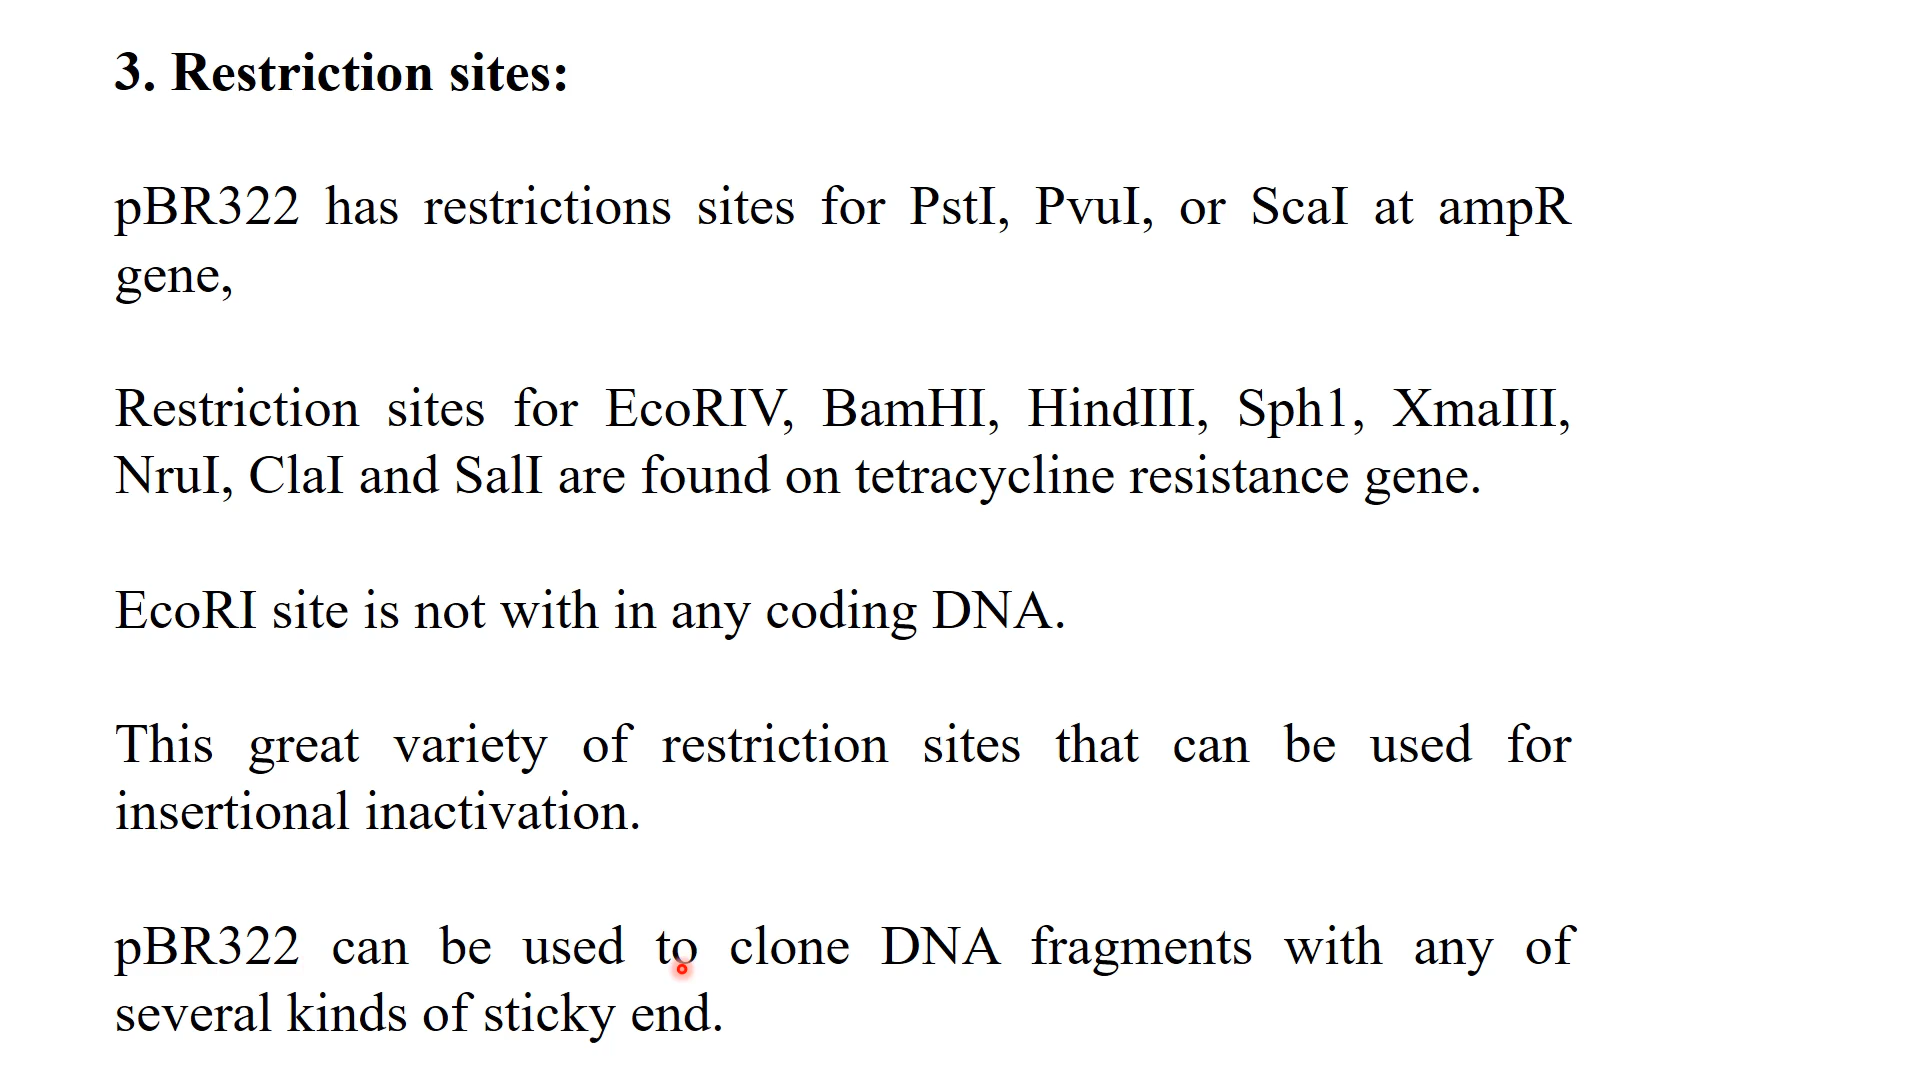 3. Restriction sites:
pBR322 has restrictions sites for PstI, PvuI, or ScaI at ampR
gene,
Restriction sites for EcoRIV, BamHI, HindIII, Sph1, XmaIII,
NruI, ClaI and SalI are found on tetracycline resistance gene.
EcoRI site is not with in any coding DNA.
This great variety of restriction sites that can be used for
insertional inactivation.
pBR322 can be used to clone DNA fragments with any of
several kinds of sticky end.